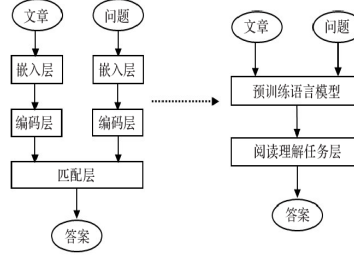 文章 问题
嵌入层 嵌入层
编码层 编码层
匹配层
答案
文章 问题
预训练语言模型
阅读理解任务层
答案